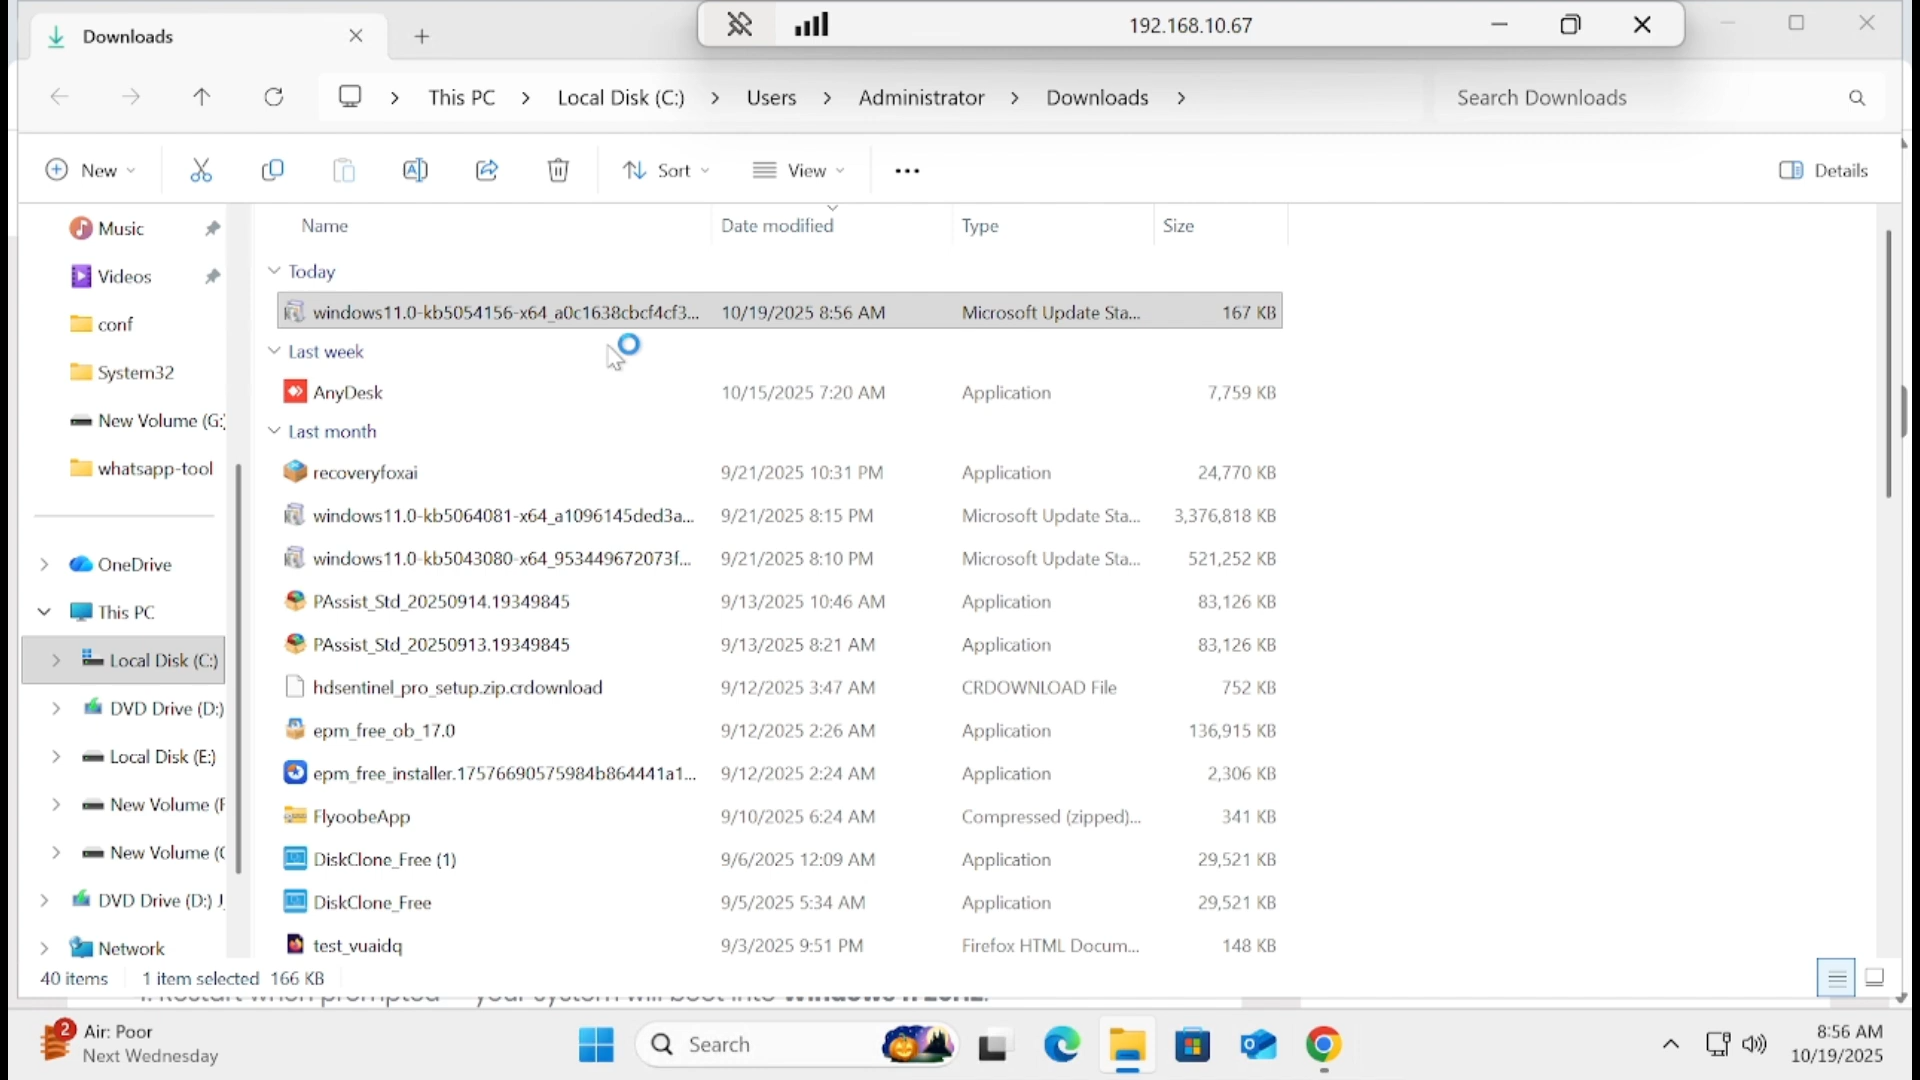 Downloads
192.168.10.67
This PC
Local Disk (C:)
Users
Administrator
Downloads
Search Downloads
New
Sort
View
Details
Name
Date modified
Type
Size
Music
Videos
conf
System32
New Volume (G:
whatsapp-tool
OneDrive
This PC
Local Disk (C:)
DVD Drive (D:)
Local Disk (E:)
New Volume (F
New Volume (G
DVD Drive (D:) J
Network
Today
windows11.0-kb5054156-x64_a0c1638cbcf4cf3... 10/19/2025 8:56 AM Microsoft Update Sta... 167 KB
Last week
AnyDesk 10/15/2025 7:20 AM Application 7,759 KB
Last month
recoveryfoxai 9/21/2025 10:31 PM Application 24,770 KB
windows11.0-kb5064081-x64_a1096145ded3a... 9/21/2025 8:15 PM Microsoft Update Sta... 3,376,818 KB
windows11.0-kb5043080-x64_953449672073f... 9/21/2025 8:10 PM Microsoft Update Sta... 521,252 KB
PAssist_Std_20250914.19349845 9/13/2025 10:46 AM Application 83,126 KB
PAssist_Std_20250913.19349845 9/13/2025 8:21 AM Application 83,126 KB
hdsentinel_pro_setup.zip.crdownload 9/12/2025 3:47 AM CRDOWNLOAD File 752 KB
epm_free_ob_17.0 9/12/2025 2:26 AM Application 136,915 KB
epm_free_installer.17576690575984b864441a1... 9/12/2025 2:24 AM Application 2,306 KB
FlyoobeApp 9/10/2025 6:24 AM Compressed (zipped)... 341 KB
DiskClone_Free (1) 9/6/2025 12:09 AM Application 29,521 KB
DiskClone_Free 9/5/2025 5:34 AM Application 29,521 KB
test_vuaidq 9/3/2025 9:51 PM Firefox HTML Docum... 148 KB
40 items 1 item selected 166 KB
2
Air: Poor
Next Wednesday
Search
8:56 AM
10/19/2025